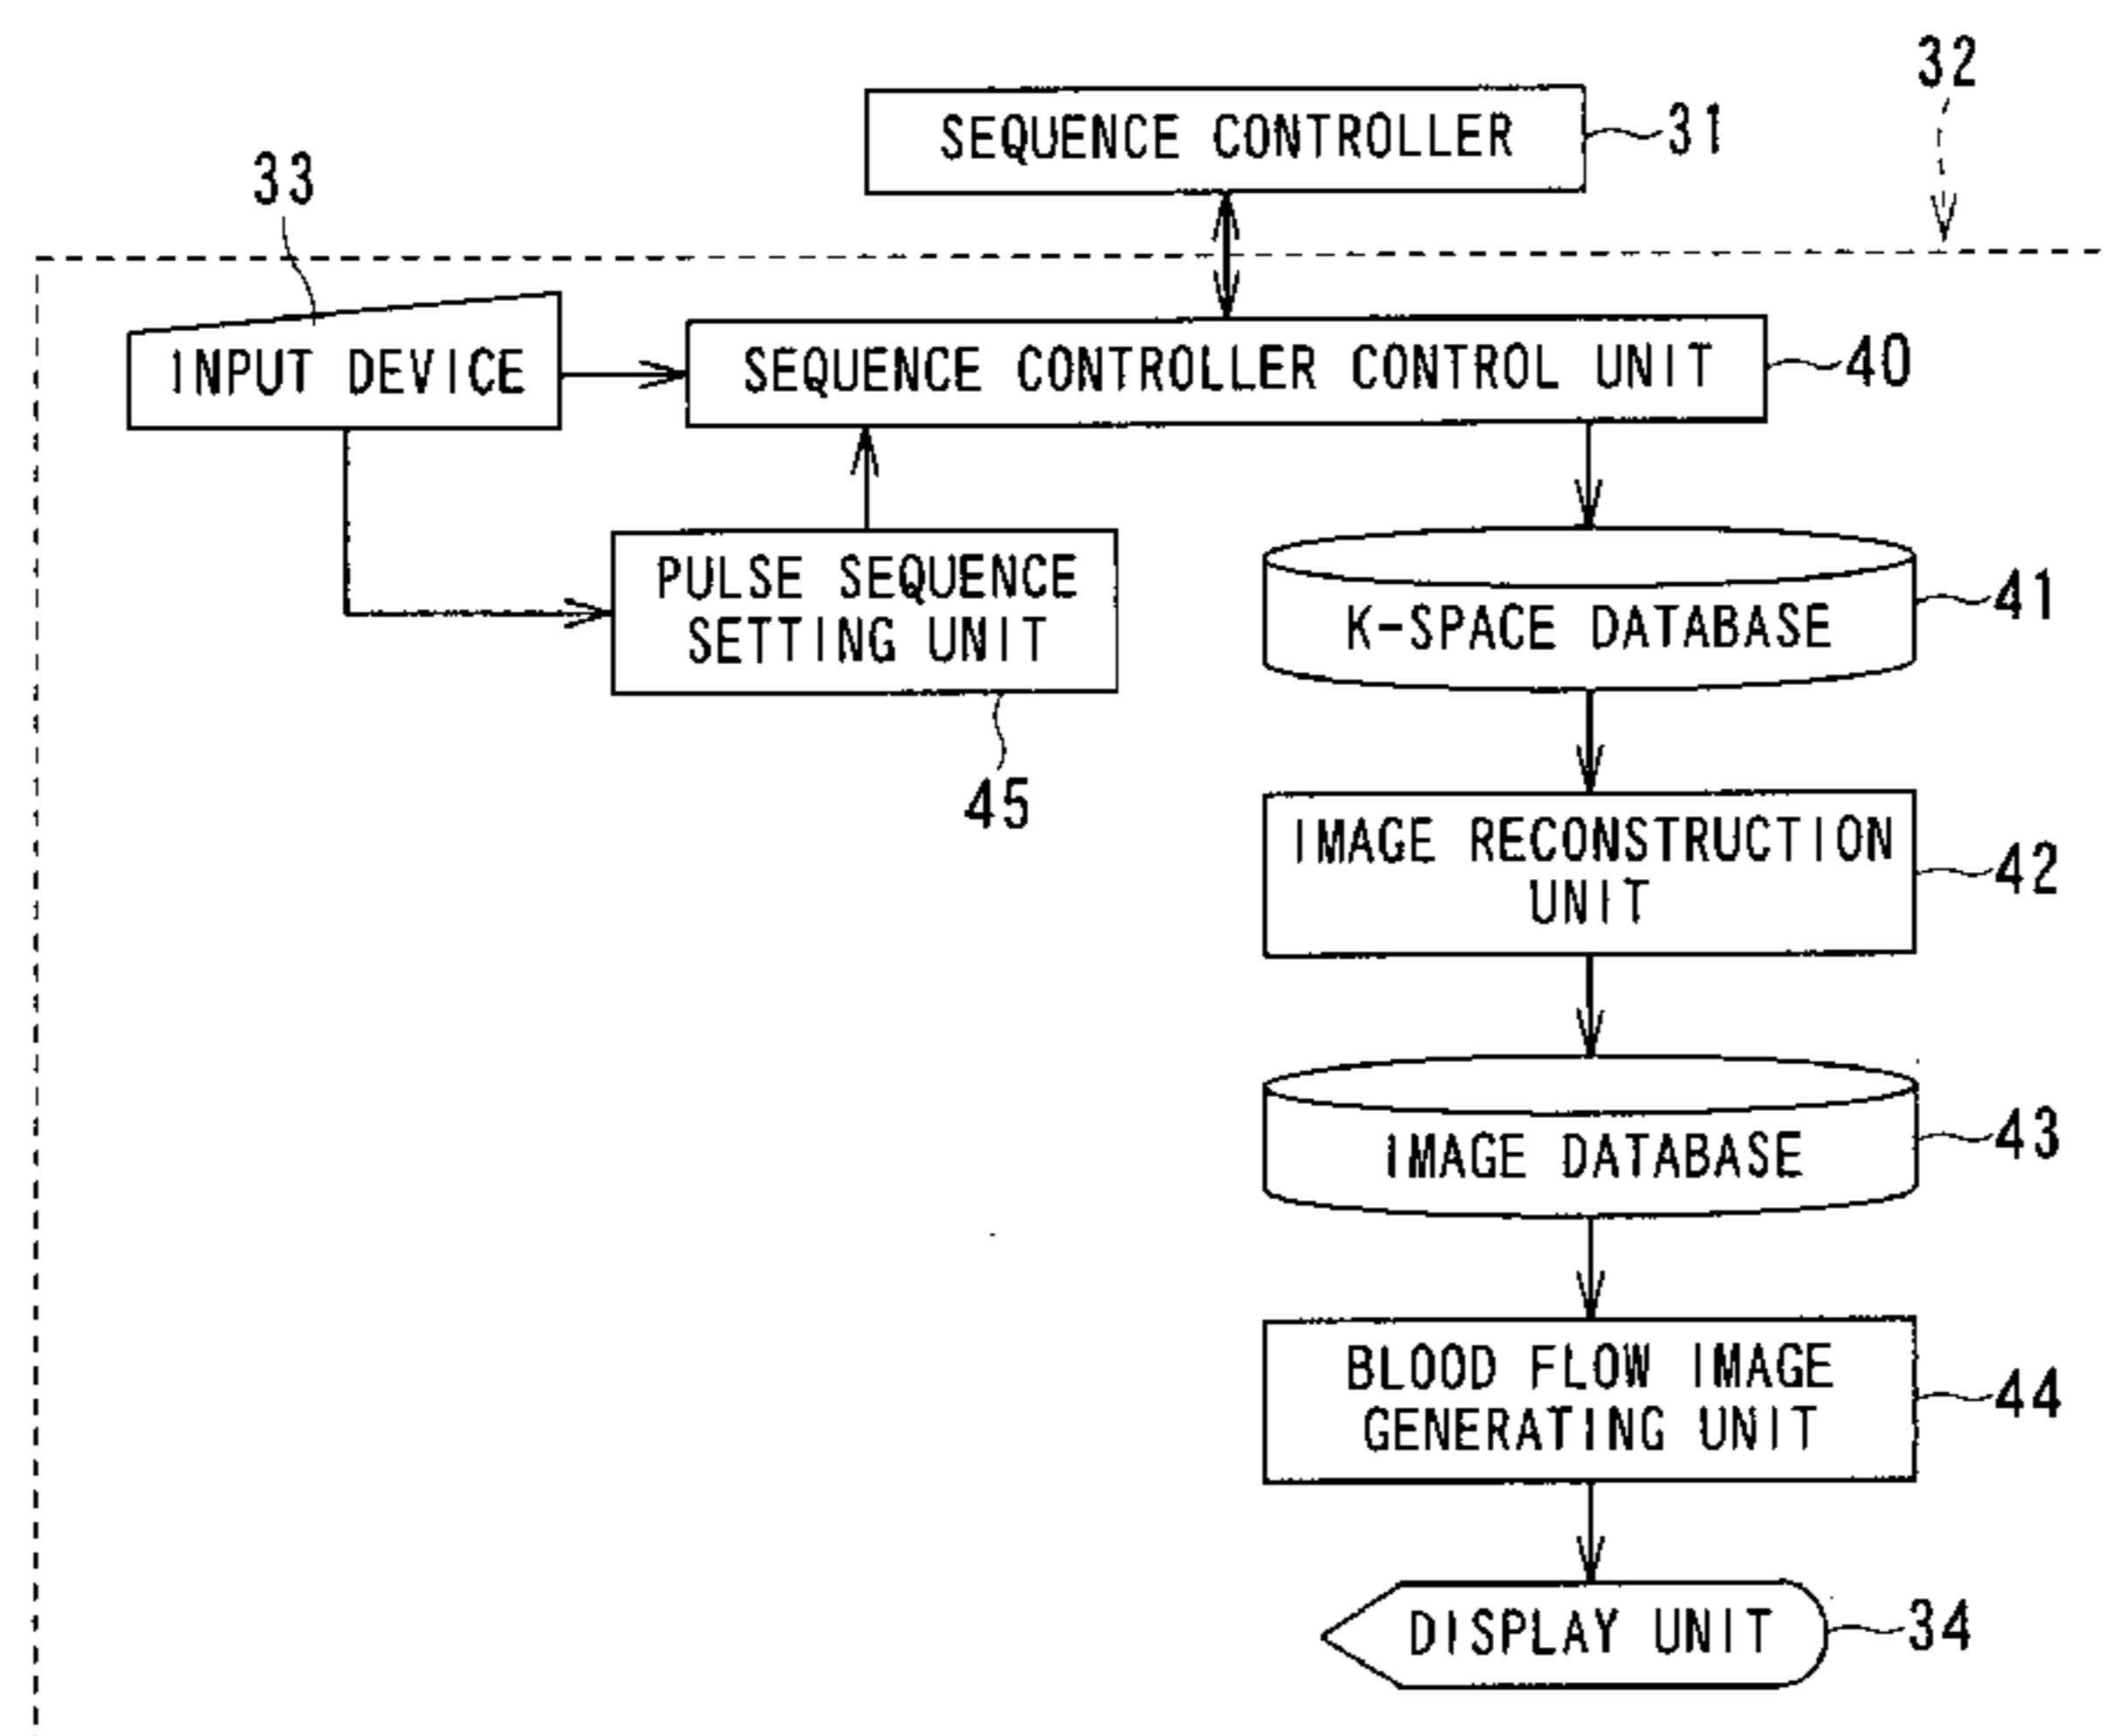 32
SEQUENCE CONTROLLER
31
33
INPUT DEVICE
SEQUENCE CONTROLLER CONTROL UNIT
40
PULSE SEQUENCE
SETTING UNIT
45
K-SPACE DATABASE
41
IMAGE RECONSTRUCTION
UNIT
42
IMAGE DATABASE
43
BLOOD FLOW IMAGE
GENERATING UNIT
44
DISPLAY UNIT
34